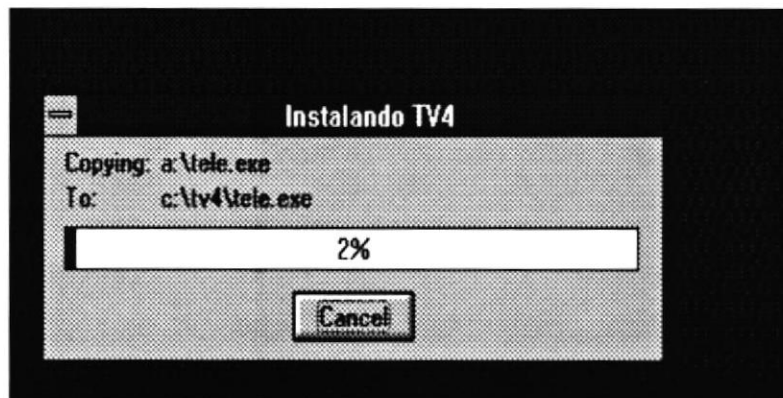 Instalando TV4
Copying: a:\tele.exe
To: c:\tv4\tele.exe
2%
Cancel